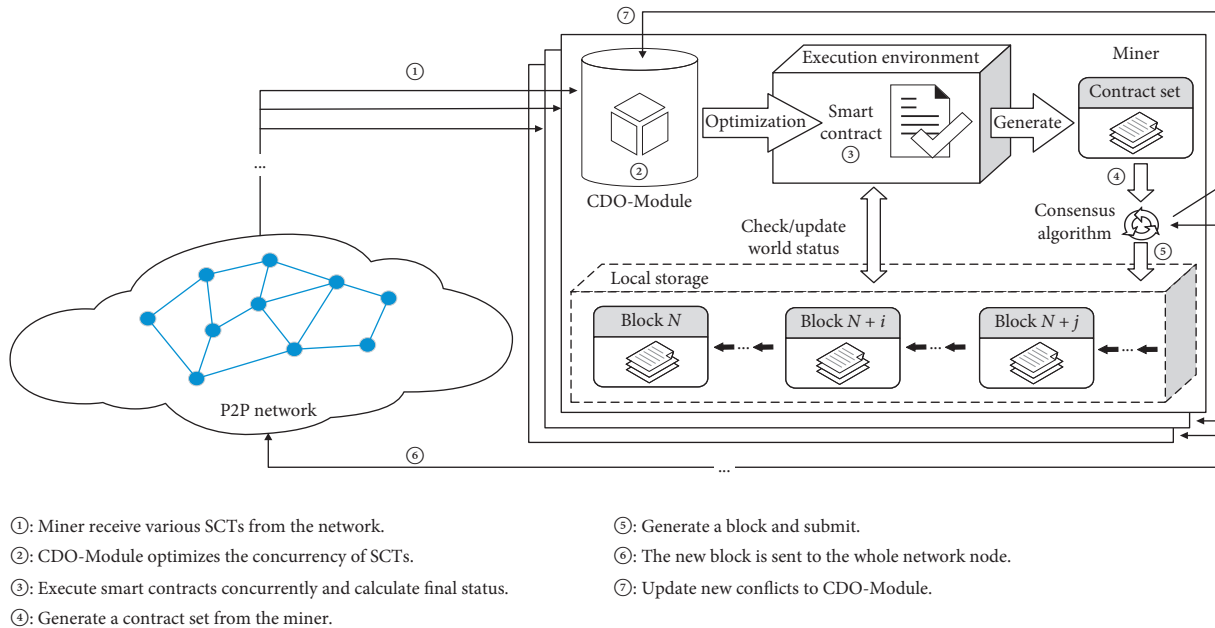 ⑦
①
Execution environment
Miner
Contract set
Optimization
Smart
contract
③
Generate
...
②
CDO-Module
④
Check/update
world status
Consensus
algorithm
⑤
Local storage
Block N
Block N + i
Block N + j
...
...
...
P2P network
⑥
...
①: Miner receive various SCTs from the network.
②: CDO-Module optimizes the concurrency of SCTs.
③: Execute smart contracts concurrently and calculate final status.
④: Generate a contract set from the miner.
⑤: Generate a block and submit.
⑥: The new block is sent to the whole network node.
⑦: Update new conflicts to CDO-Module.